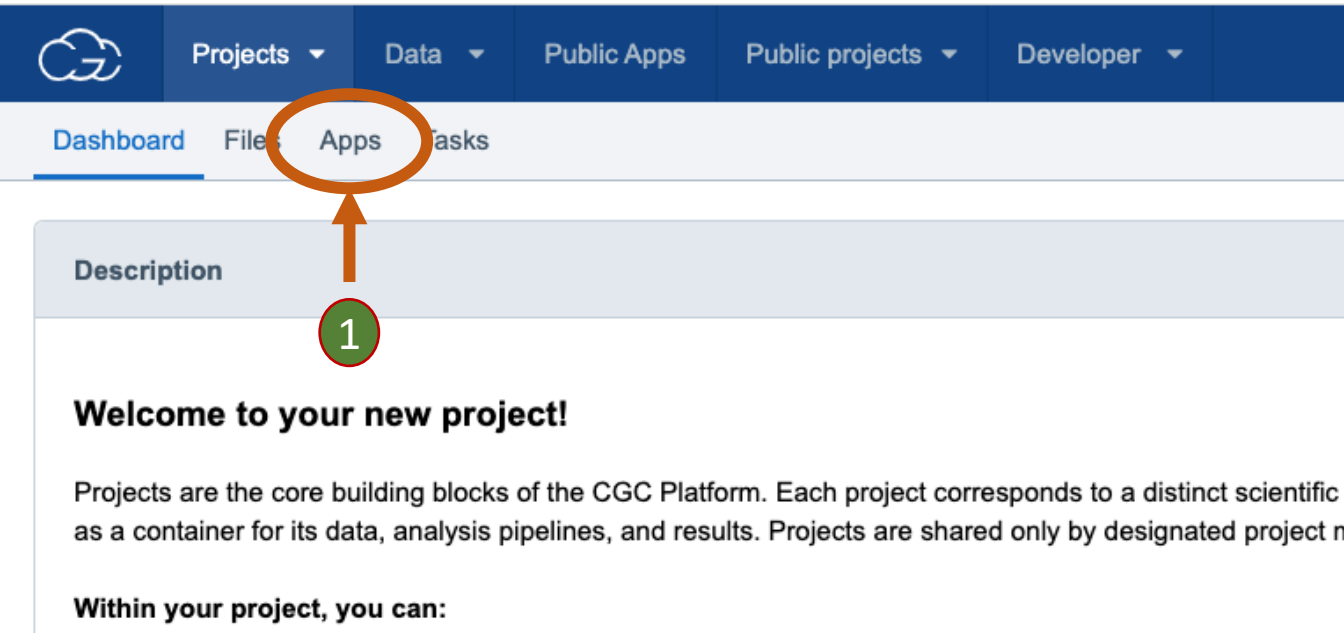 Projects Data Public Apps Public projects Developer
Dashboard Files Apps Tasks
Description
1
Welcome to your new project!
Projects are the core building blocks of the CGC Platform. Each project corresponds to a distinct scientific
as a container for its data, analysis pipelines, and results. Projects are shared only by designated project
Within your project, you can: